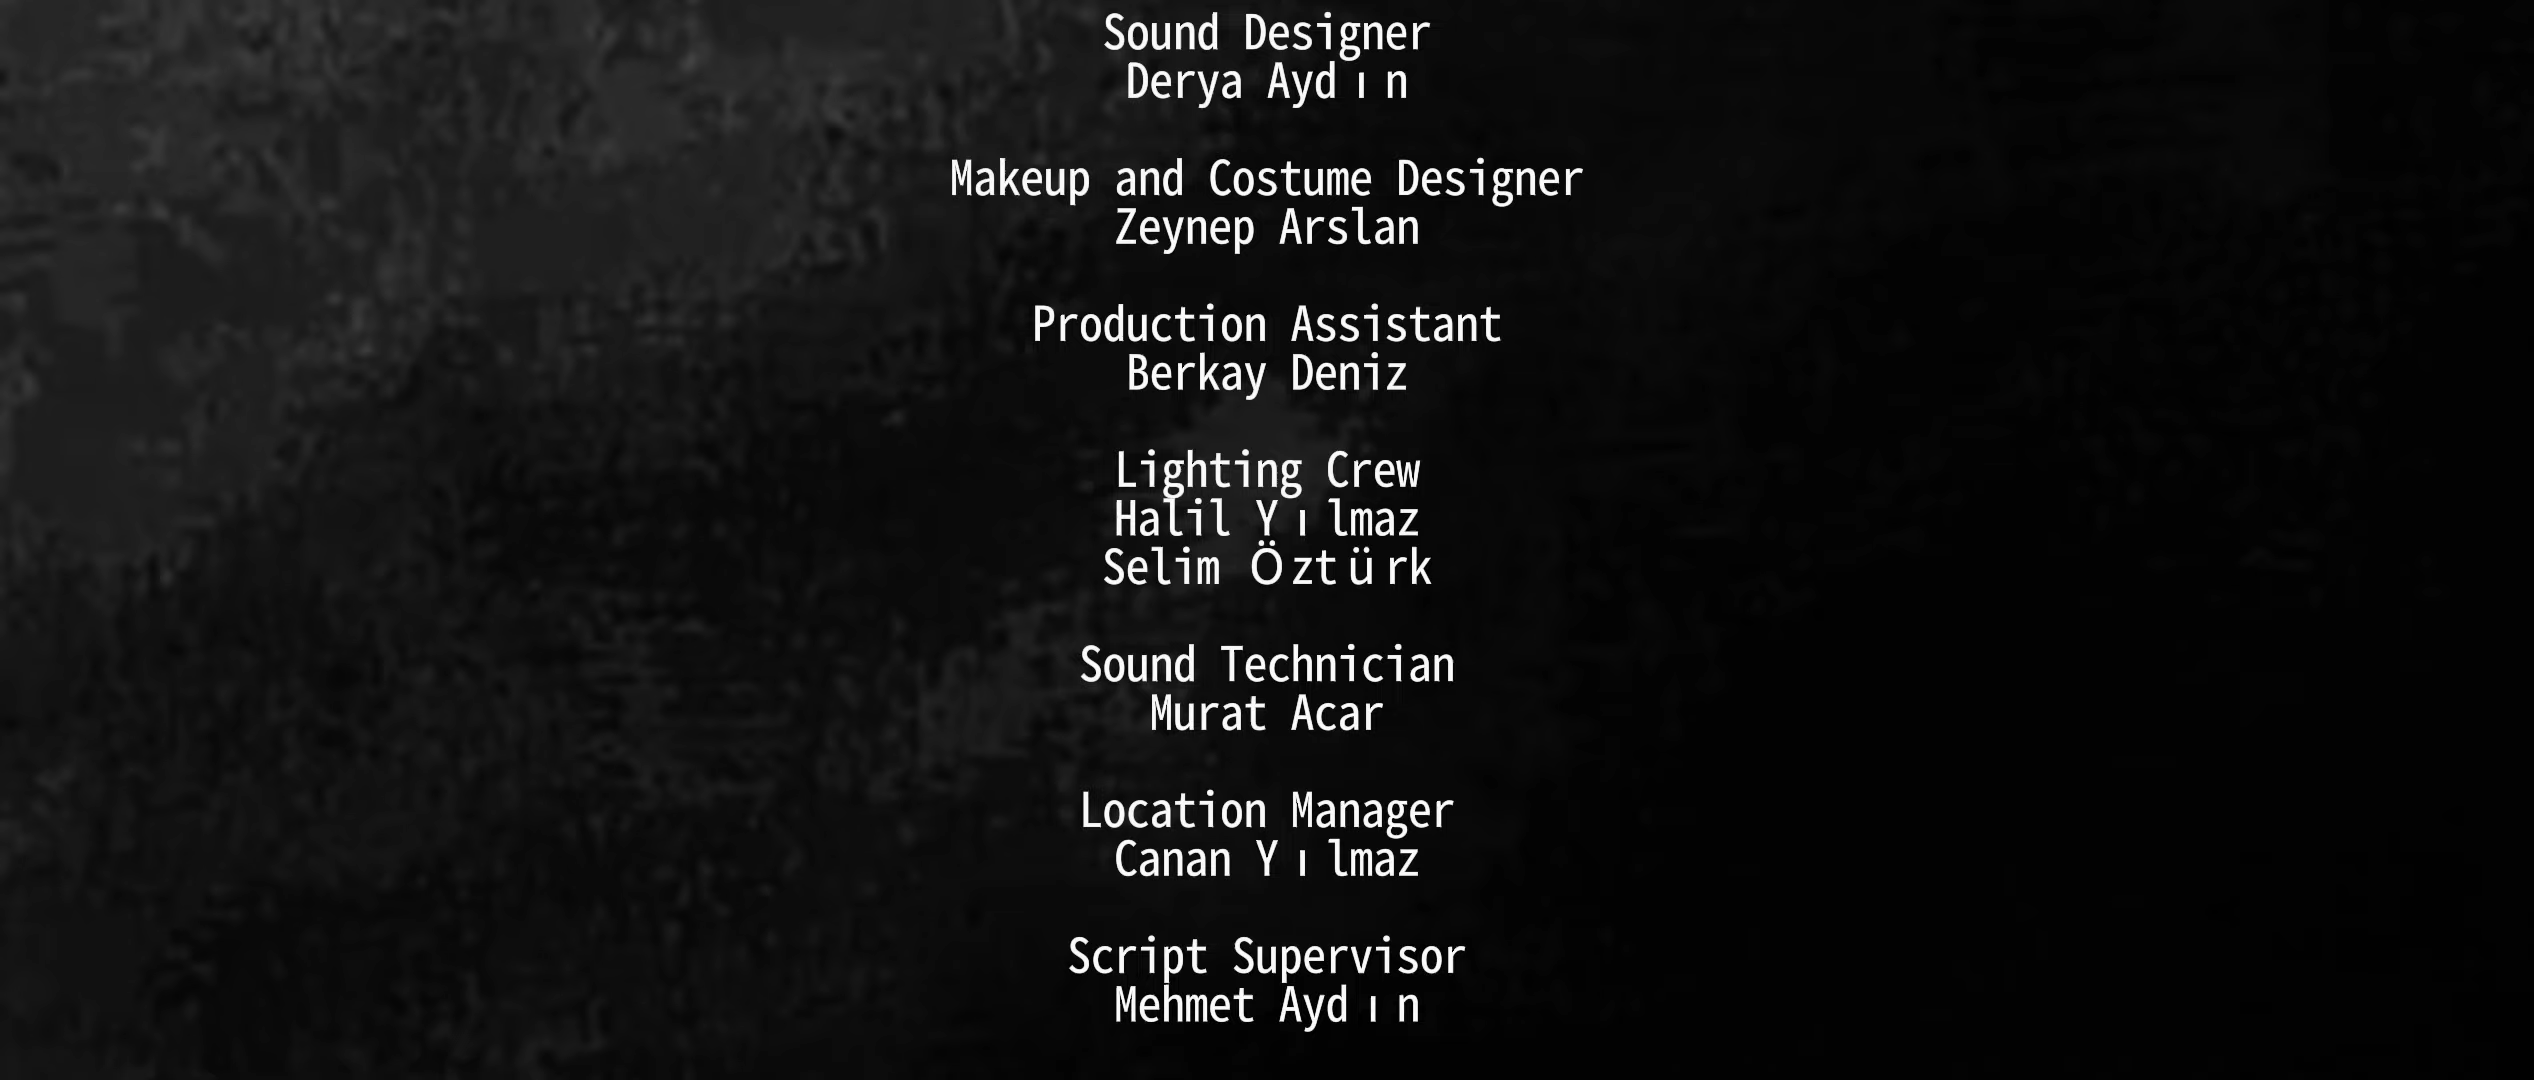 Sound Designer
Derya Aydın
Makeup and Costume Designer
Zeynep Arslan
Production Assistant
Berkay Deniz
Lighting Crew
Halil Yılmaz
Selim Öztürk
Sound Technician
Murat Acar
Location Manager
Canan Yılmaz
Script Supervisor
Mehmet Aydın